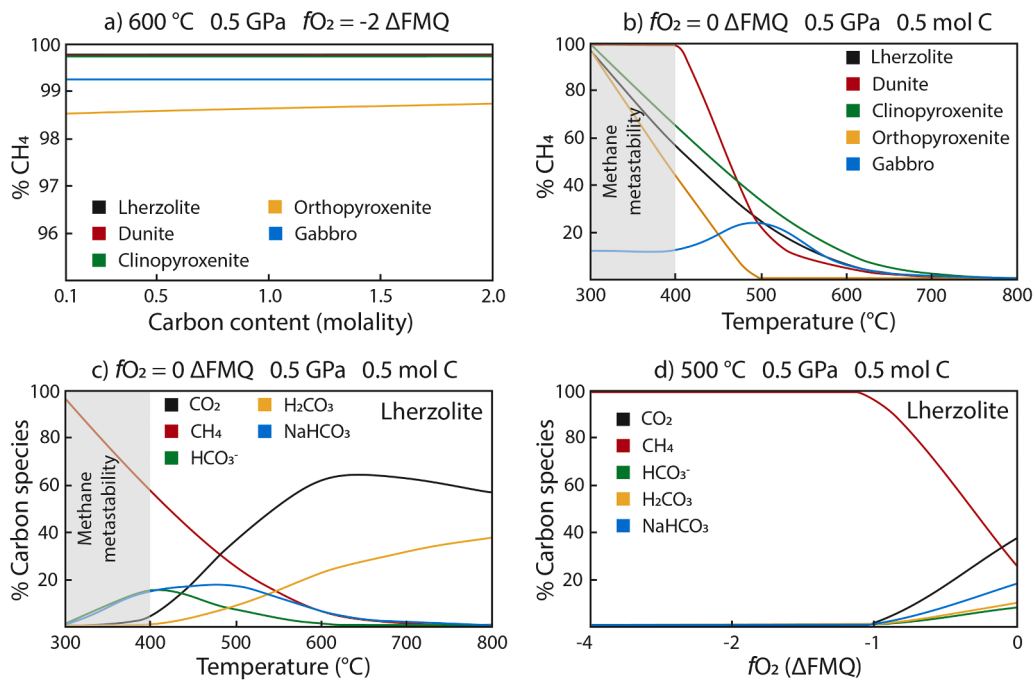 a) 600 °C 0.5 GPa fO₂ = -2 ΔFMQ
% CH₄
100
99
98
97
96
Lherzolite
Dunite
Clinopyroxenite
Orthopyroxenite
Gabbro
0.1 0.5 1.0 1.5 2.0
Carbon content (molality)
b) fO₂ = 0 ΔFMQ 0.5 GPa 0.5 mol C
% CH₄
100
80
60
40
20
Methane
metastability
Lherzolite
Dunite
Clinopyroxenite
Orthopyroxenite
Gabbro
300 400 500 600 700 800
Temperature (°C)
c) fO₂ = 0 ΔFMQ 0.5 GPa 0.5 mol C
% Carbon species
100
80
60
40
20
Methane
metastability
CO₂
CH₄
HCO₃⁻
H₂CO₃
NaHCO₃
Lherzolite
300 400 500 600 700 800
Temperature (°C)
d) 500 °C 0.5 GPa 0.5 mol C
% Carbon species
100
80
60
40
20
CO₂
CH₄
HCO₃⁻
H₂CO₃
NaHCO₃
Lherzolite
-4 -2 -1 0
fO₂ (ΔFMQ)